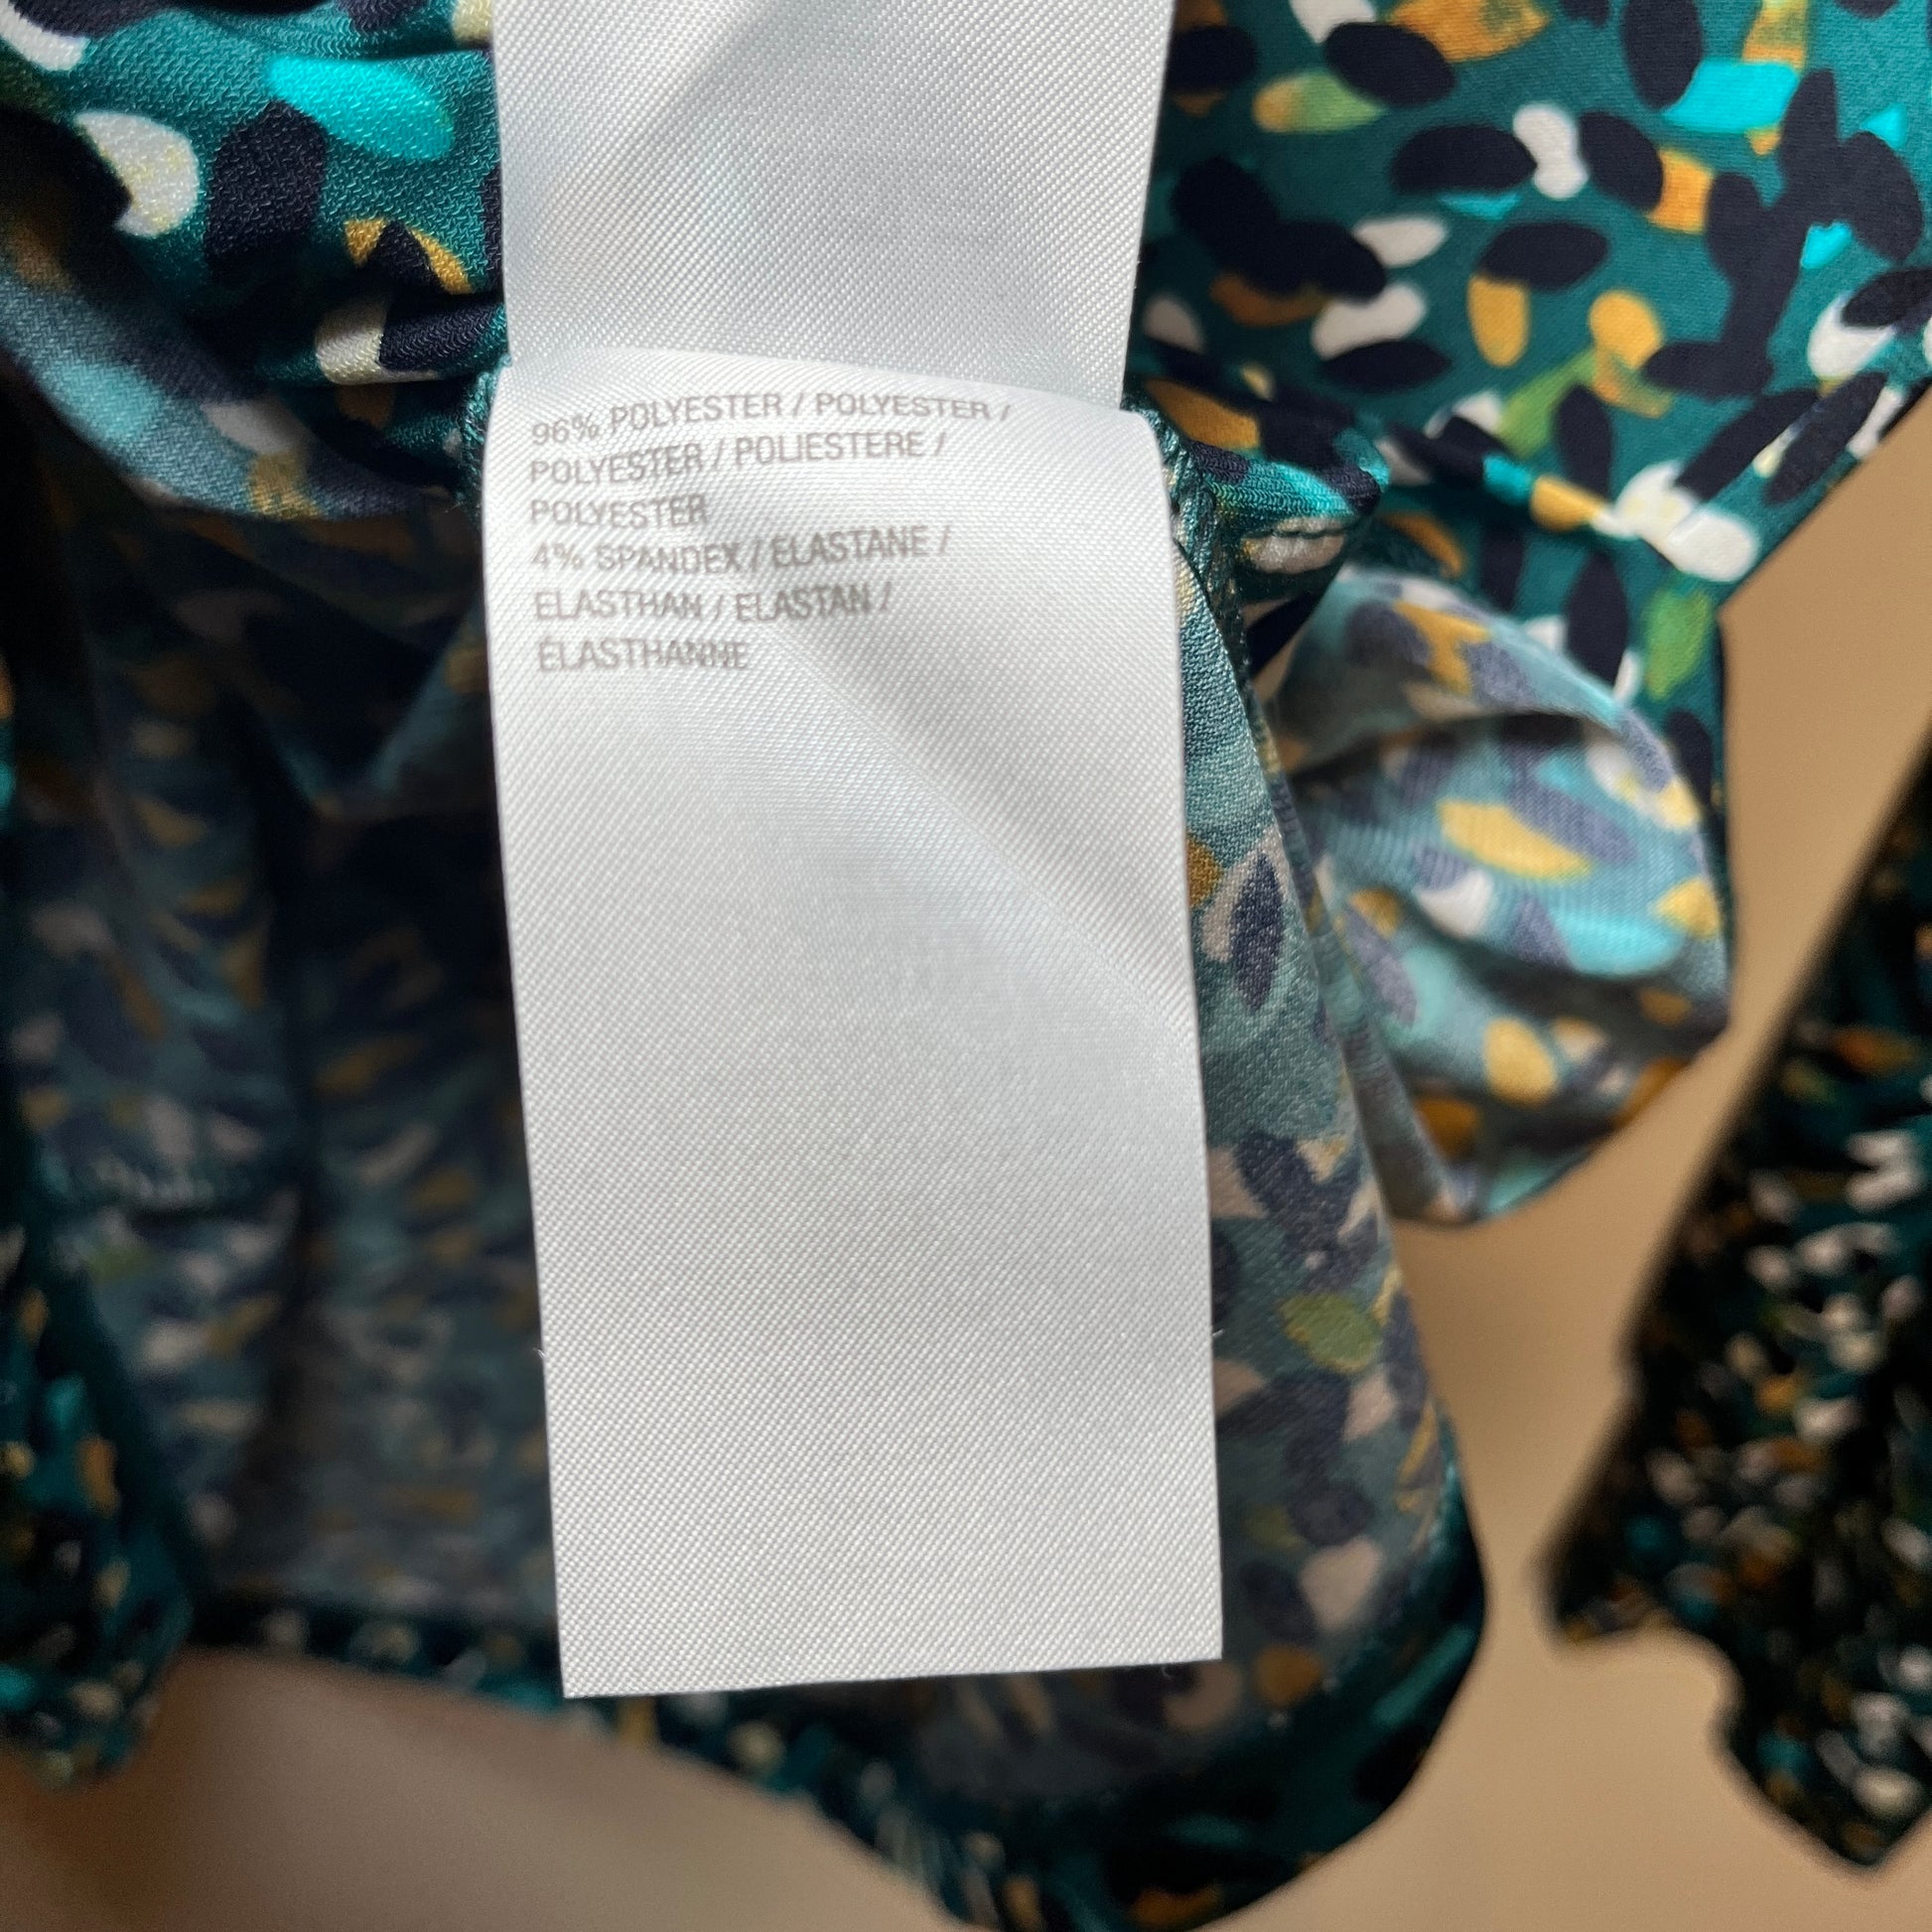 96% POLYESTER / POLYESTER /
POLYESTER / POLIESTERE /
POLYESTER
4% SPANDEX / ELASTANE /
ELASTHAN / ELASTAN /
ÉLASTHANNE